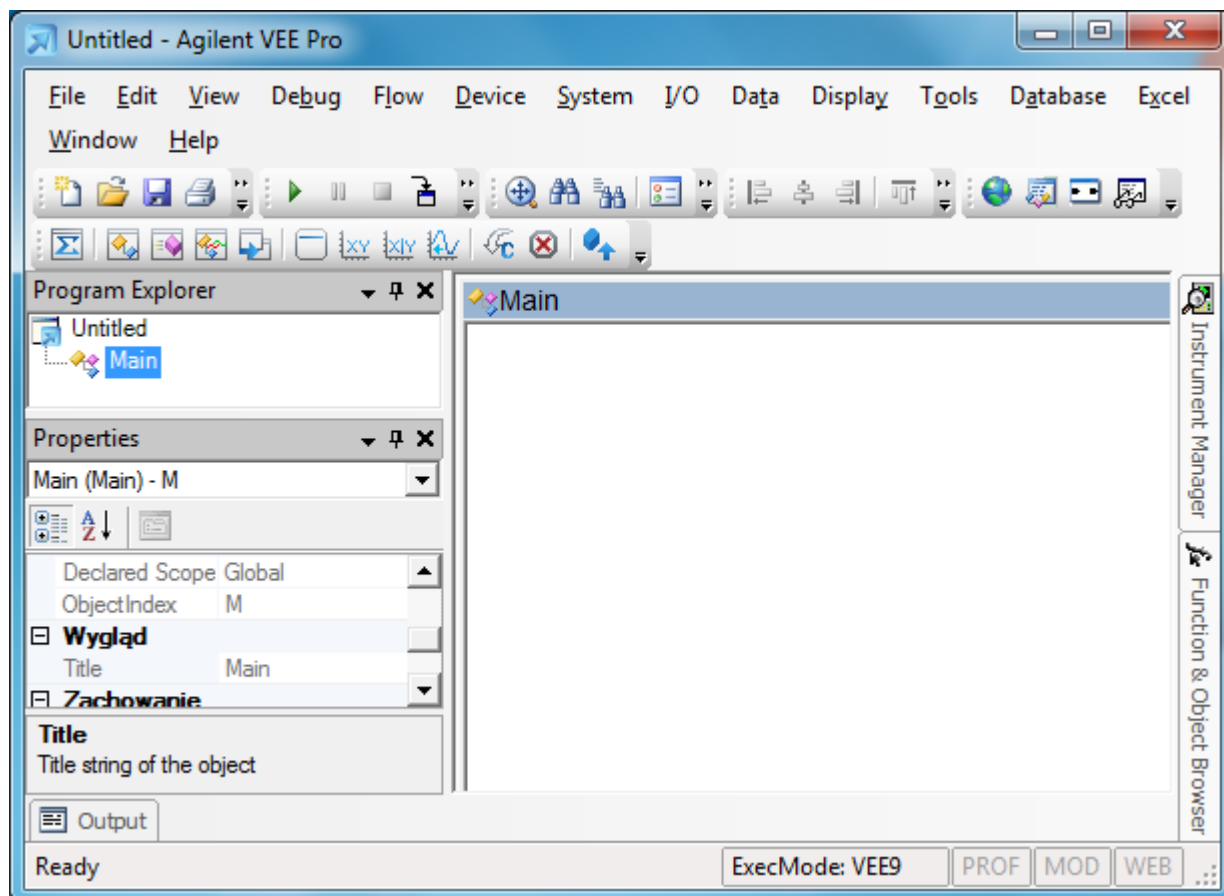 Untitled - Agilent VEE Pro
File Edit View Debug Flow Device System I/O Data Display Tools Database Excel
Window Help
Program Explorer
Untitled
Main
Properties
Main (Main) - M
Declared Scope Global
ObjectIndex M
Wygląd
Title Main
Zachowanie
Title
Title string of the object
Output
Main
Instrument Manager
Function & Object Browser
Ready
ExecMode: VEE9 PROF MOD WEB